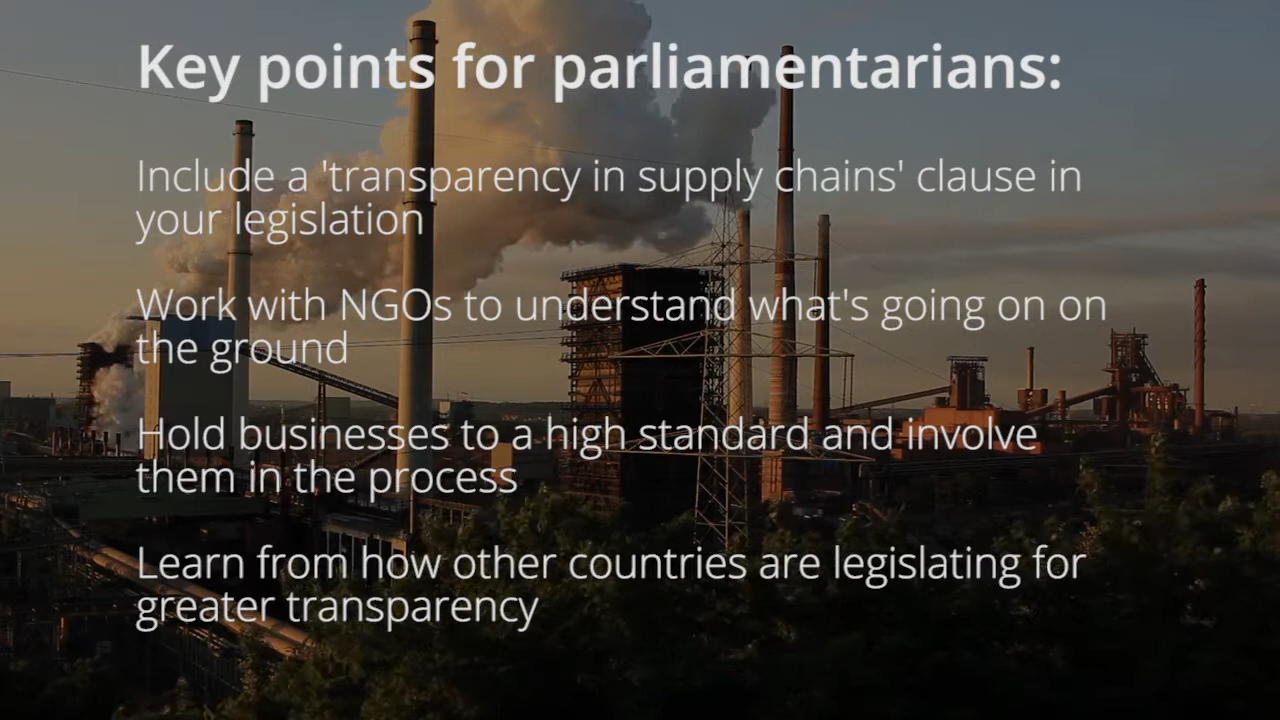 Key points for parliamentarians:
Include a 'transparency in supply chains' clause in
your legislation
Work with NGOs to understand what's going on on
the ground
Hold businesses to a high standard and involve
them in the process
Learn from how other countries are legislating for
greater transparency